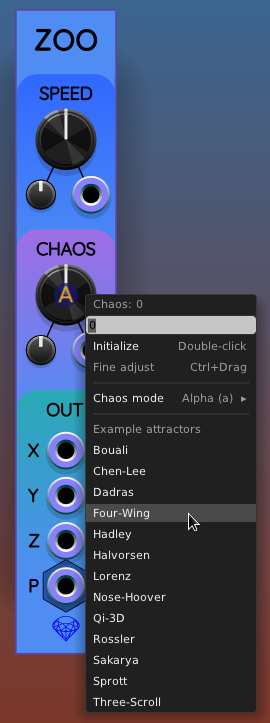 ZOO
SPEED
CHAOS
A
Chaos: 0
0
Initialize Double-click
Fine adjust Ctrl+Drag
Chaos mode Alpha (a) ▸
Example attractors
Bouali
Chen-Lee
Dadras
Four-Wing
Hadley
Halvorsen
Lorenz
Nose-Hoover
Qi-3D
Rossler
Sakarya
Sprott
Three-Scroll
OUT
X
Y
Z
P